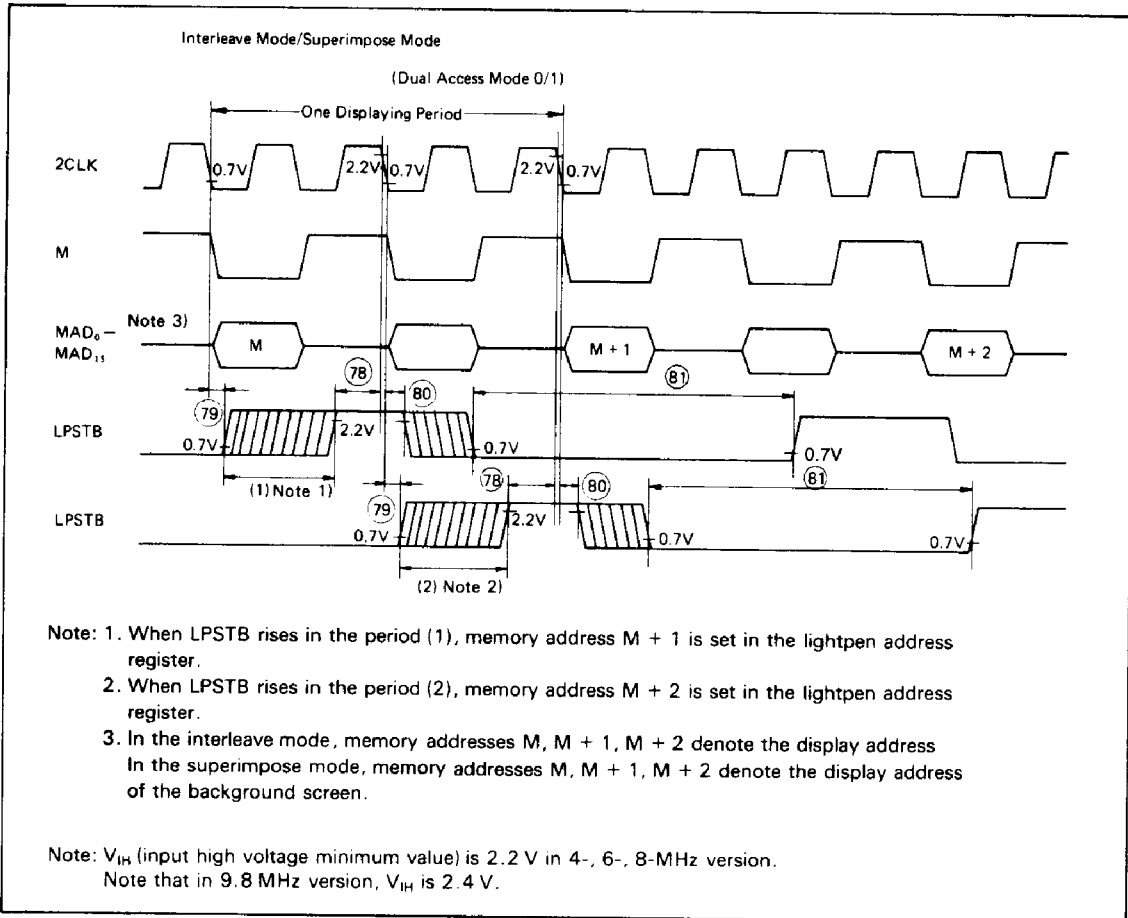 Interleave Mode/Superimpose Mode
(Dual Access Mode 0/1)
One Displaying Period
2CLK
0.7V
2.2V
0.7V
2.2V
0.7V
M
MAD₀ –
MAD₁₅
Note 3)
M
M + 1
M + 2
78
80
81
79
LPSTB
0.7V
2.2V
0.7V
0.7V
(1) Note 1)
78
80
81
79
LPSTB
0.7V
2.2V
0.7V
0.7V
(2) Note 2)
Note: 1. When LPSTB rises in the period (1), memory address M + 1 is set in the lightpen address
register.
2. When LPSTB rises in the period (2), memory address M + 2 is set in the lightpen address
register.
3. In the interleave mode, memory addresses M, M + 1, M + 2 denote the display address
In the superimpose mode, memory addresses M, M + 1, M + 2 denote the display address
of the background screen.
Note: V_IH (input high voltage minimum value) is 2.2 V in 4-, 6-, 8-MHz version.
Note that in 9.8 MHz version, V_IH is 2.4 V.